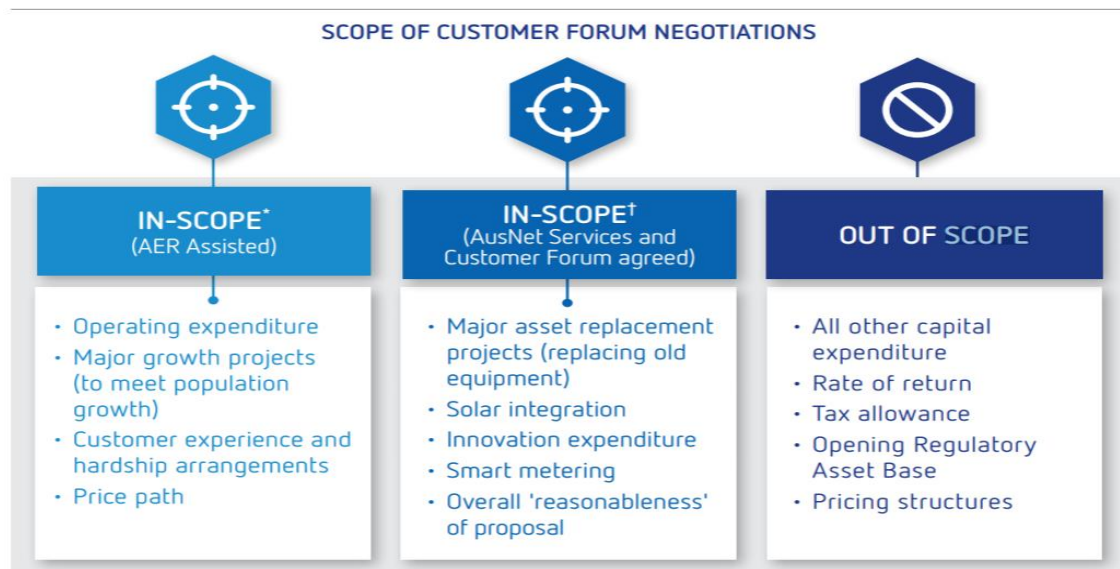 SCOPE OF CUSTOMER FORUM NEGOTIATIONS
IN-SCOPE*
(AER Assisted)
• Operating expenditure
• Major growth projects
(to meet population
growth)
• Customer experience and
hardship arrangements
• Price path
IN-SCOPE†
(AusNet Services and
Customer Forum agreed)
• Major asset replacement
projects (replacing old
equipment)
• Solar integration
• Innovation expenditure
• Smart metering
• Overall 'reasonableness'
of proposal
OUT OF SCOPE
• All other capital
expenditure
• Rate of return
• Tax allowance
• Opening Regulatory
Asset Base
• Pricing structures